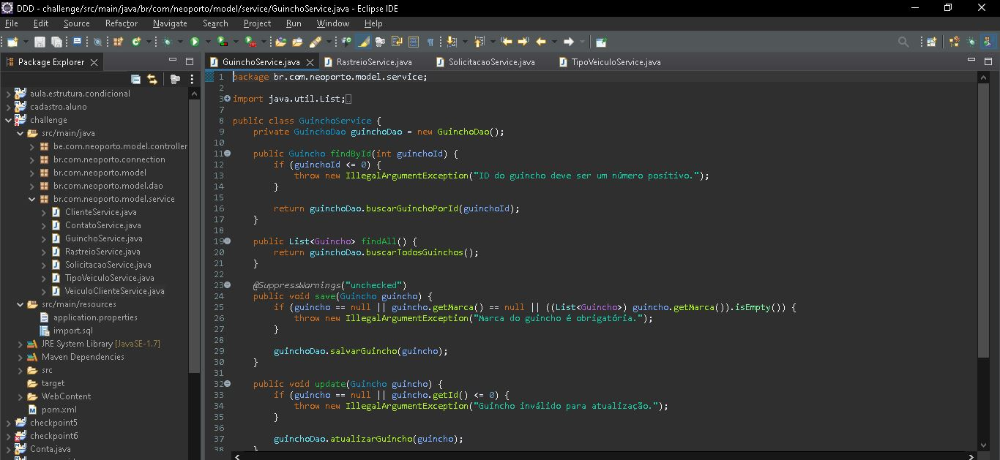 DDD - challenge/src/main/java/br/com/neoporto/model/service/GuinchoService.java - Eclipse IDE
File Edit Source Refactor Navigate Search Project Run Window Help
Package Explorer
aula.estrutura.condicional
cadastro.aluno
challenge
src/main/java
be.com.neoporto.model.controller
br.com.neoporto.connection
br.com.neoporto.model
br.com.neoporto.model.dao
br.com.neoporto.model.service
ClienteService.java
ContatoService.java
GuinchoService.java
RastreioService.java
SolicitacaoService.java
TipoVeiculoService.java
VeiculoClienteService.java
src/main/resources
application.properties
import.sql
JRE System Library [JavaSE-1.7]
Maven Dependencies
src
target
WebContent
pom.xml
checkpoint5
checkpoint6
Conta.java
GuinchoService.java RastreioService.java SolicitacaoService.java TipoVeiculoService.java
1 package br.com.neoporto.model.service;
2
3 import java.util.List;
7
8 public class GuinchoService {
9 private GuinchoDao guinchoDao = new GuinchoDao();
10
11 public Guincho findById(int guinchoId) {
12 if (guinchoId <= 0) {
13 throw new IllegalArgumentException("ID do guincho deve ser um número positivo.");
14 }
15
16 return guinchoDao.buscarGuinchoPorId(guinchoId);
17 }
18
19 public List<Guincho> findAll() {
20 return guinchoDao.buscarTodosGuinchos();
21 }
22
23 @SuppressWarnings("unchecked")
24 public void save(Guincho guincho) {
25 if (guincho == null || guincho.getMarca() == null || ((List<Guincho>) guincho.getMarca()).isEmpty()) {
26 throw new IllegalArgumentException("Marca do guincho é obrigatória.");
27 }
28
29 guinchoDao.salvarGuincho(guincho);
30 }
31
32 public void update(Guincho guincho) {
33 if (guincho == null || guincho.getId() <= 0) {
34 throw new IllegalArgumentException("Guincho inválido para atualização.");
35 }
36
37 guinchoDao.atualizarGuincho(guincho);
38 }